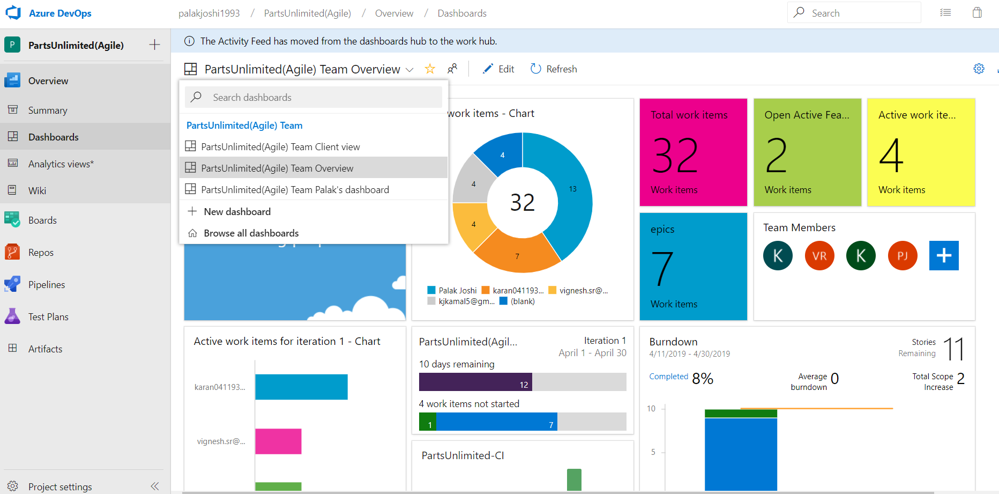 Azure DevOps
palakjoshi1993 / PartsUnlimited(Agile) / Overview / Dashboards
Search
P PartsUnlimited(Agile)
Overview
Summary
Dashboards
Analytics views*
Wiki
Boards
Repos
Pipelines
Test Plans
Artifacts
Project settings
The Activity Feed has moved from the dashboards hub to the work hub.
PartsUnlimited(Agile) Team Overview
Edit
Refresh
Search dashboards
PartsUnlimited(Agile) Team
PartsUnlimited(Agile) Team Client view
PartsUnlimited(Agile) Team Overview
PartsUnlimited(Agile) Team Palak's dashboard
New dashboard
Browse all dashboards
work items - Chart
4
13
4
32
4
7
Palak Joshi karan041193... vignesh.sr@...
kjkamal5@gm... (blank)
Total work items
32
Work items
Open Active Fea...
2
Work items
Active work ite...
4
Work items
epics
7
Work items
Team Members
K VR K PJ
Active work items for iteration 1 - Chart
karan041193...
vignesh.sr@...
PartsUnlimited(Agil...
Iteration 1
April 1 - April 30
10 days remaining
12
4 work items not started
1 7
PartsUnlimited-CI
Burndown
4/11/2019 - 4/30/2019
Stories
Remaining
11
Completed 8%
Average
burndown
0
Total Scope
Increase
2
10
5